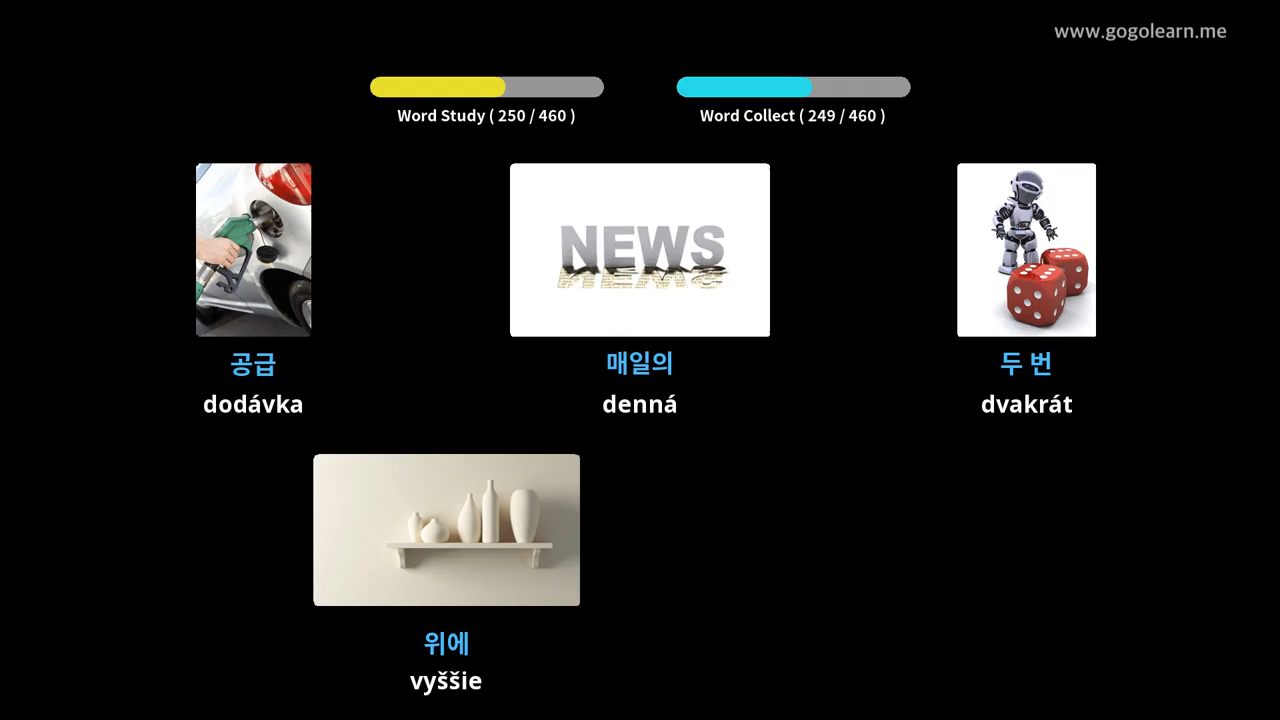 www.gogolearn.me
Word Study ( 250 / 460 )
Word Collect ( 249 / 460 )
NEWS
공급
매일의
두 번
dodávka
denná
dvakrát
위에
vyššie